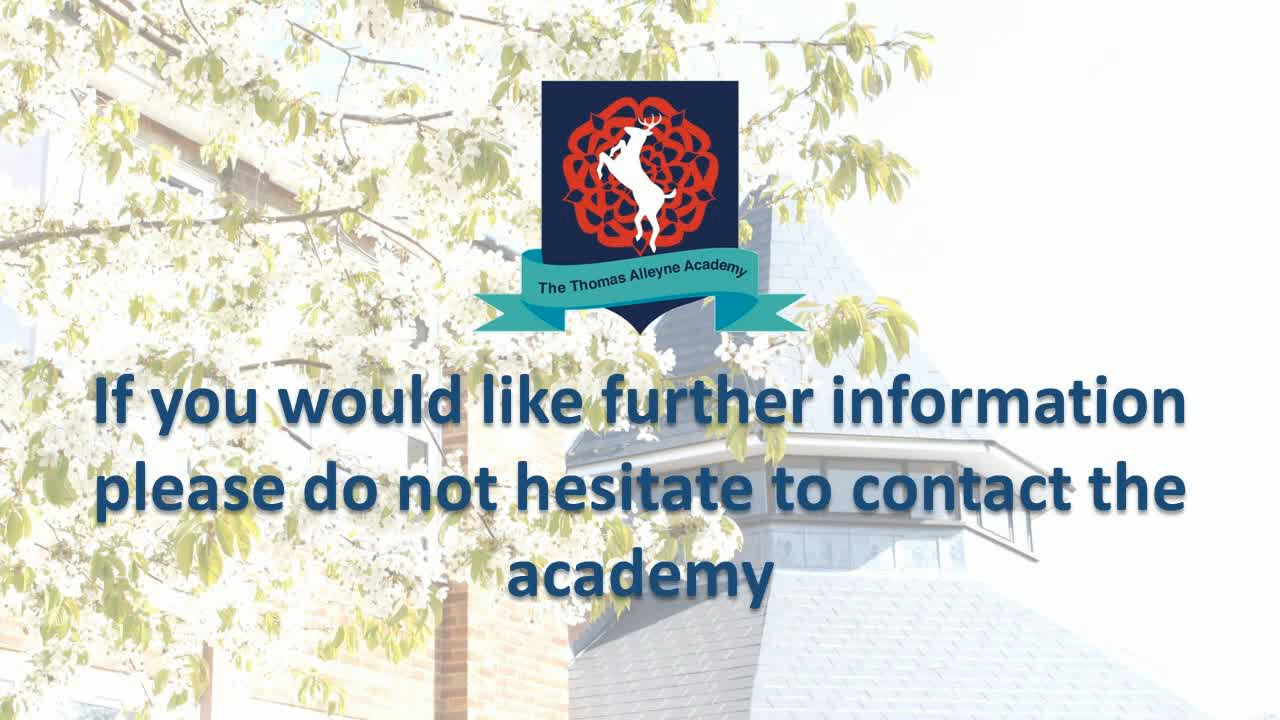 The Thomas Alleyne Academy
If you would like further information
please do not hesitate to contact the
academy